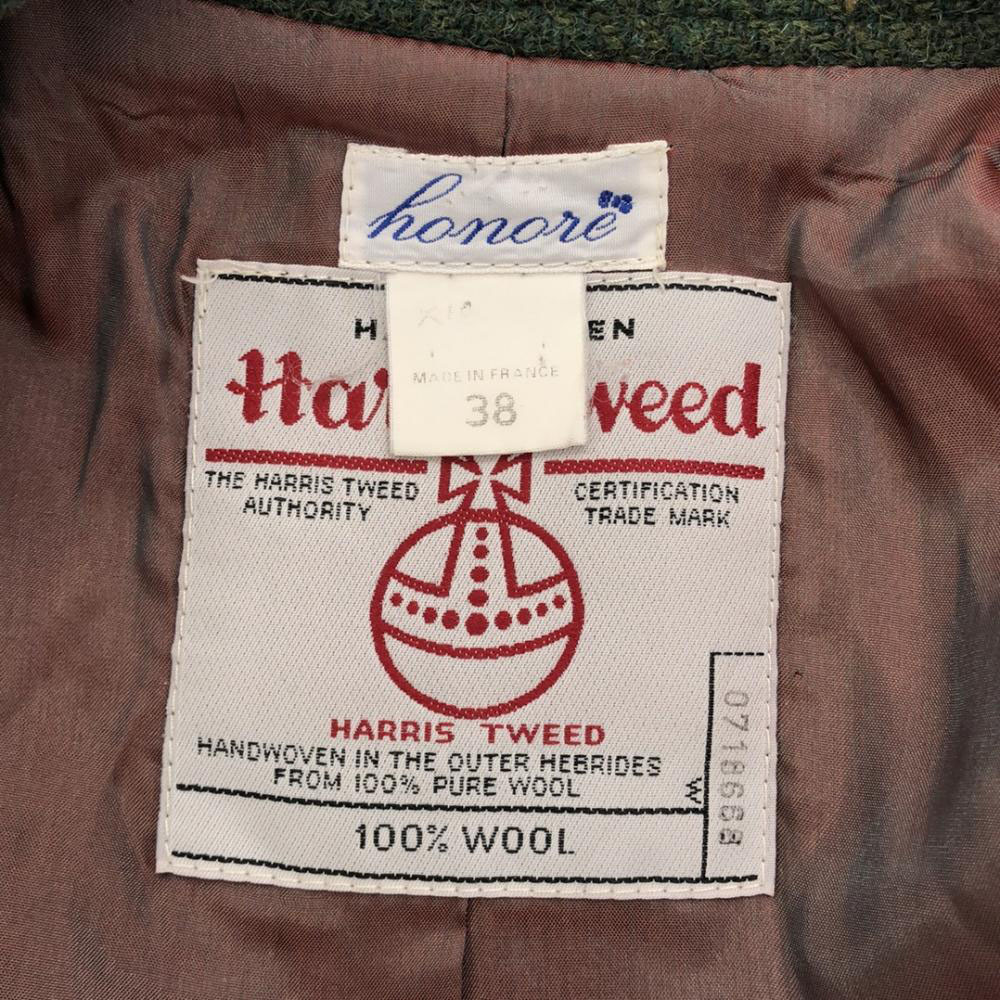 honoré
H EN
Har weed
MADE IN FRANCE
38
THE HARRIS TWEED
AUTHORITY
CERTIFICATION
TRADE MARK
HARRIS TWEED
HANDWOVEN IN THE OUTER HEBRIDES
FROM 100% PURE WOOL
W
100% WOOL
0718668